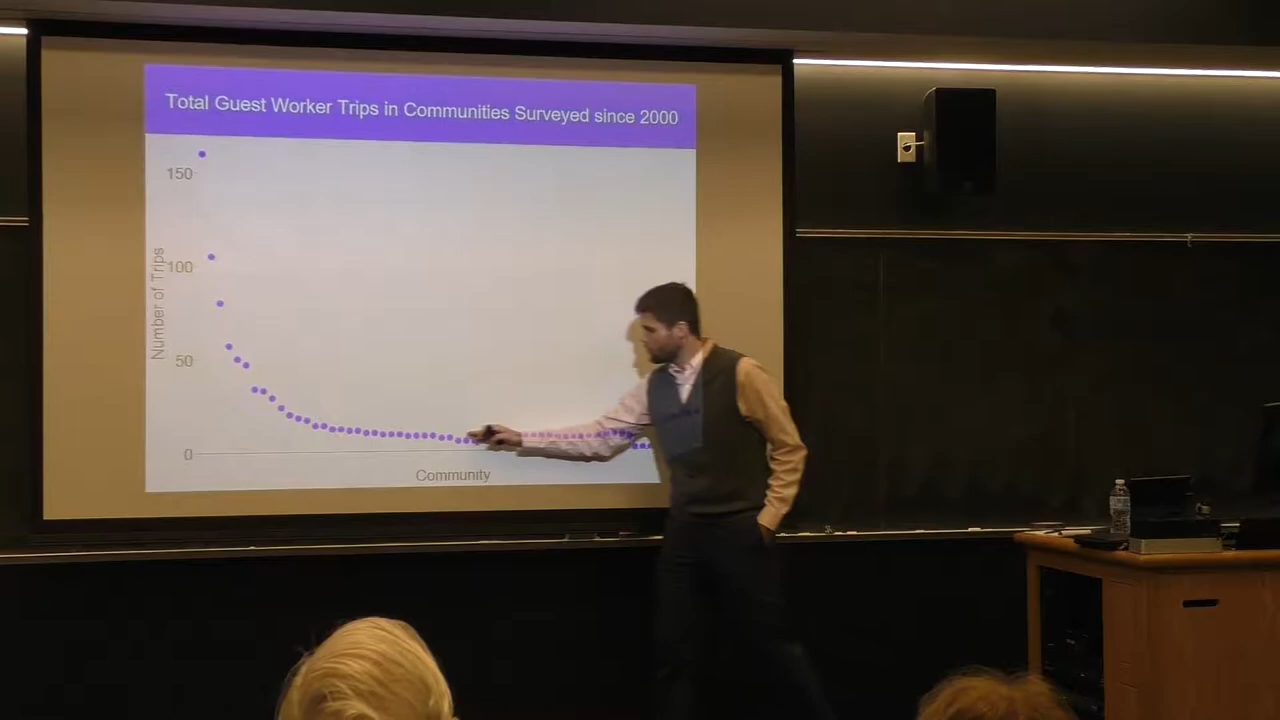 Total Guest Worker Trips in Communities Surveyed since 2000
150
100
50
0
Number of Trips
Community